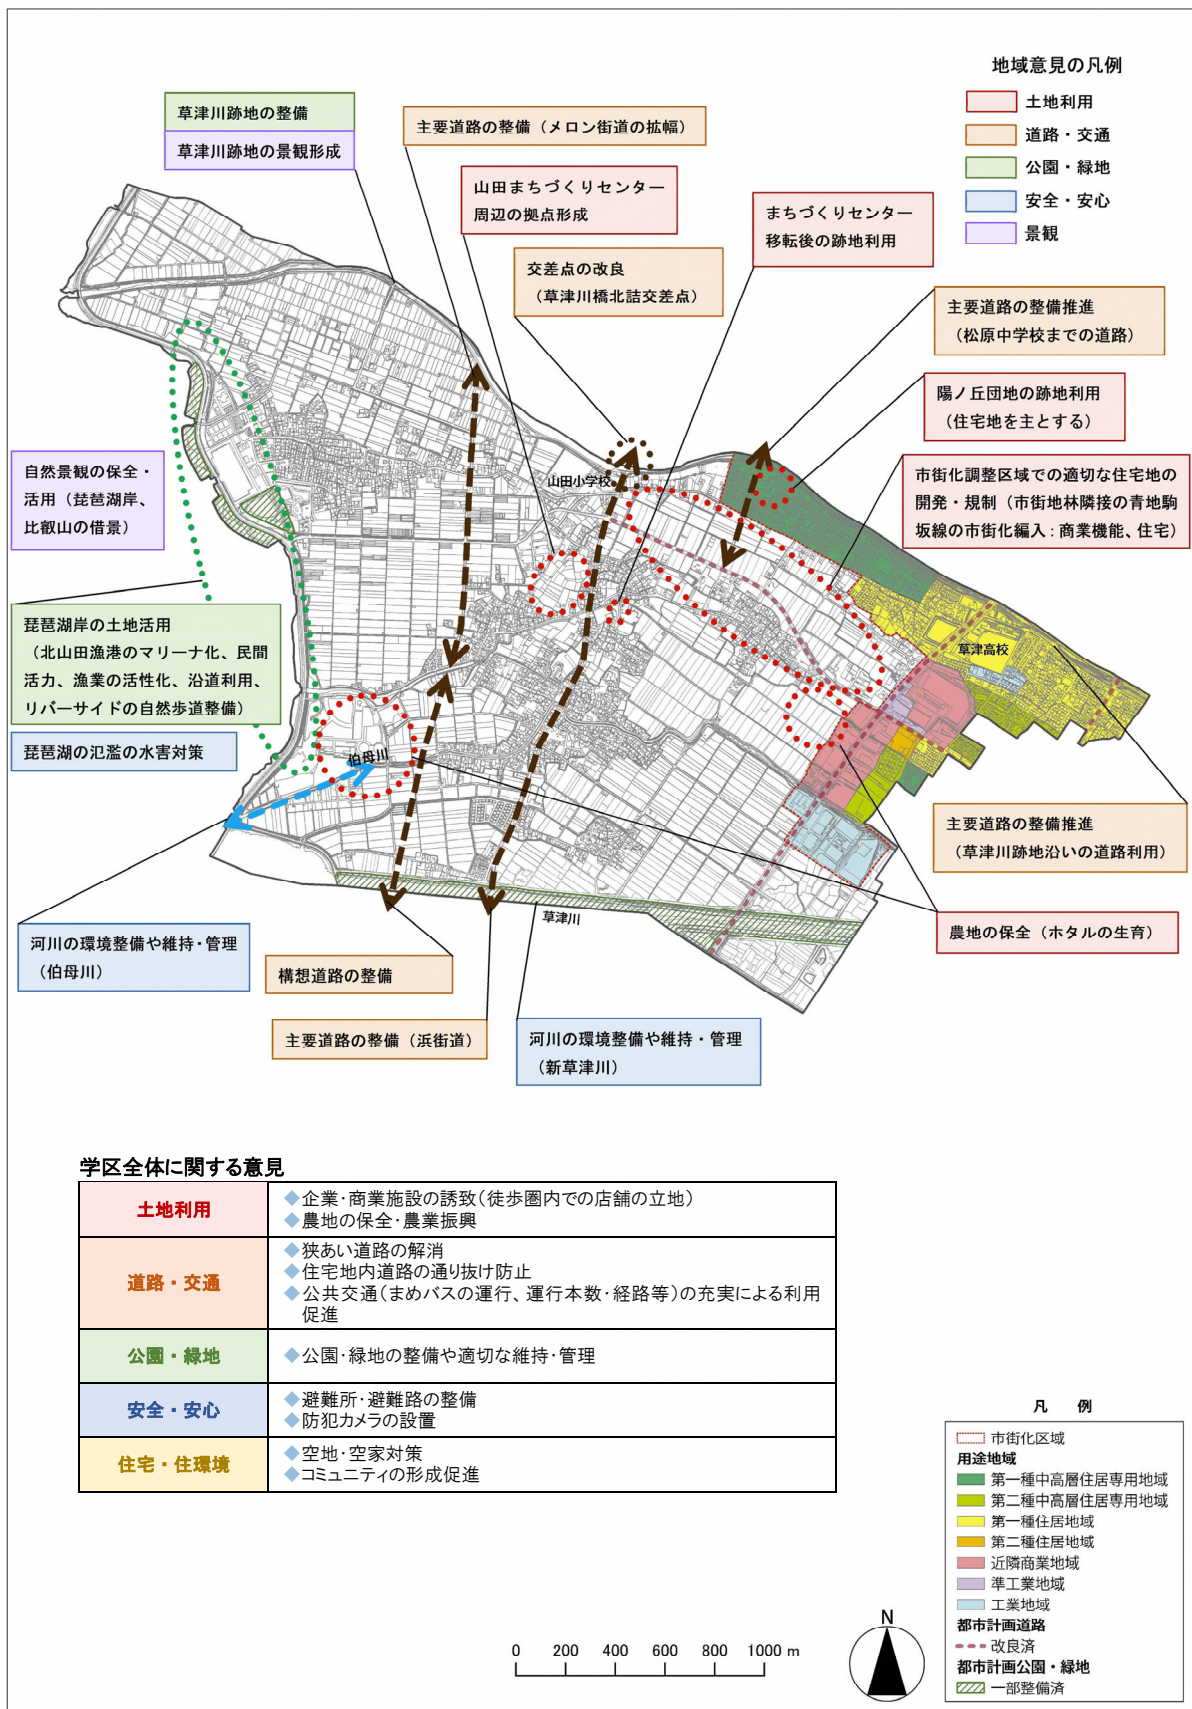 地域意見の凡例
土地利用
道路・交通
公園・緑地
安全・安心
景観
草津川跡地の整備
草津川跡地の景観形成
主要道路の整備（メロン街道の拡幅）
山田まちづくりセンター
周辺の拠点形成
まちづくりセンター
移転後の跡地利用
交差点の改良
（草津川橋北詰交差点）
主要道路の整備推進
（松原中学校までの道路）
陽ノ丘団地の跡地利用
（住宅地を主とする）
市街化調整区域での適切な住宅地の
開発・規制（市街地林隣接の青地駒
坂線の市街化編入：商業機能、住宅）
自然景観の保全・
活用（琵琶湖岸、
比叡山の借景）
山田小学校
草津高校
琵琶湖岸の土地活用
（北山田漁港のマリーナ化、民間
活力、漁業の活性化、沿道利用、
リバーサイドの自然歩道整備）
琵琶湖の氾濫の水害対策
伯母川
主要道路の整備推進
（草津川跡地沿いの道路利用）
農地の保全（ホタルの生育）
草津川
河川の環境整備や維持・管理
（伯母川）
構想道路の整備
主要道路の整備（浜街道）
河川の環境整備や維持・管理
（新草津川）
学区全体に関する意見
土地利用
◆企業・商業施設の誘致（徒歩圏内での店舗の立地）
◆農地の保全・農業振興
道路・交通
◆狭あい道路の解消
◆住宅地内道路の通り抜け防止
◆公共交通（まめバスの運行、運行本数・経路等）の充実による利用
促進
公園・緑地
◆公園・緑地の整備や適切な維持・管理
安全・安心
◆避難所・避難路の整備
◆防犯カメラの設置
住宅・住環境
◆空地・空家対策
◆コミュニティの形成促進
凡 例
市街化区域
用途地域
第一種中高層住居専用地域
第二種中高層住居専用地域
第一種住居地域
第二種住居地域
近隣商業地域
準工業地域
工業地域
都市計画道路
改良済
都市計画公園・緑地
一部整備済
0 200 400 600 800 1000 m
N